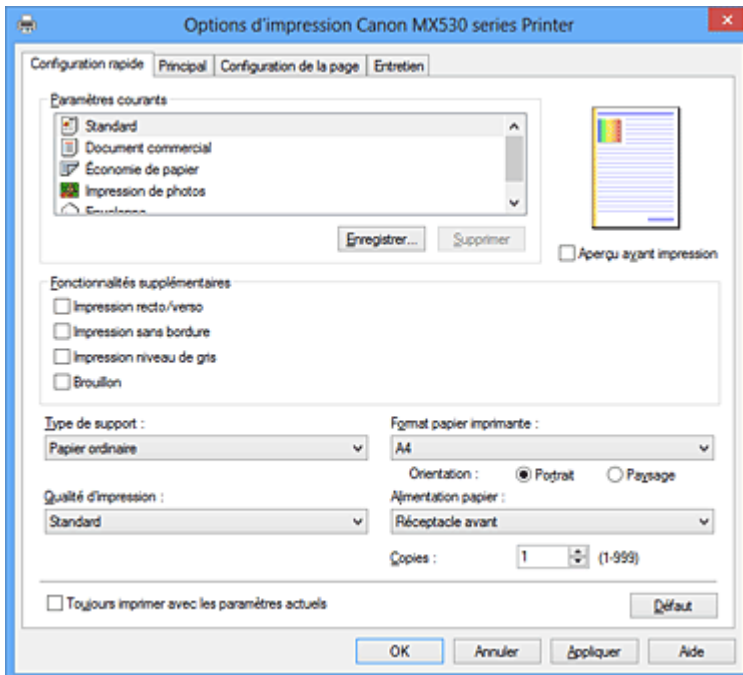 Options d'impression Canon MX530 series Printer
Configuration rapide Principal Configuration de la page Entretien
Paramètres courants
Standard
Document commercial
Économie de papier
Impression de photos
Enregistrer... Supprimer
Aperçu avant impression
Fonctionnalités supplémentaires
Impression recto/verso
Impression sans bordure
Impression niveau de gris
Brouillon
Type de support : Format papier imprimante :
Papier ordinaire A4
Orientation : Portrait Paysage
Qualité d'impression : Alimentation papier :
Standard Réceptacle avant
Copies : 1 (1-999)
Toujours imprimer avec les paramètres actuels Défaut
OK Annuler Appliquer Aide